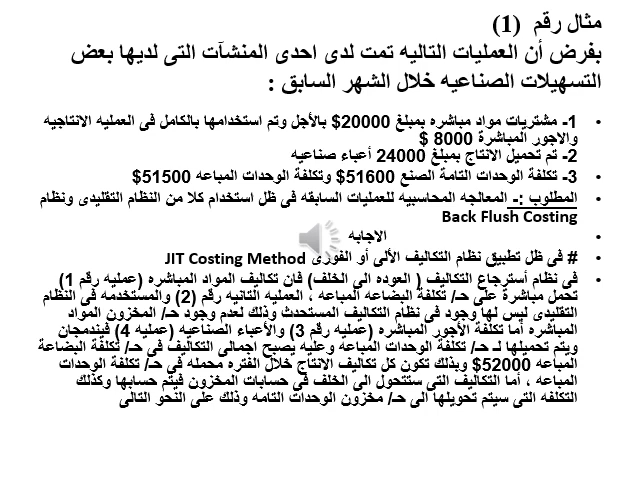 مثال رقم (1)
بفرض أن العمليات التاليه تمت لدى احدى المنشآت التى لديها بعض
التسهيلات الصناعيه خلال الشهر السابق :
• 1- مشتريات مواد مباشره بمبلغ 20000$ بالأجل وتم استخدامها بالكامل فى العمليه الانتاجيه
والاجور المباشرة 8000 $
2- تم تحميل الانتاج بمبلغ 24000 أعباء صناعيه
• 3- تكلفة الوحدات التامة الصنع 51600$ وتكلفة الوحدات المباعه 51500$
• المطلوب :- المعالجه المحاسبيه للعمليات السابقه فى ظل استخدام كلا من النظام التقليدى ونظام
Back Flush Costing
• الاجابه
• # فى ظل تطبيق نظام التكاليف الألى أو الفورى JIT Costing Method
• فى نظام أسترجاع التكاليف ( العوده الى الخلف) فان تكاليف المواد المباشره (عمليه رقم 1)
تحمل مباشرة على حـ/ تكلفة البضاعه المباعه ، العمليه الثانيه رقم (2) والمستخدمه فى النظام
التقليدى ليس لها وجود فى نظام التكاليف المستحدث وذلك لعدم وجود حـ/ المخزون المواد
المباشره أما تكلفة الأجور المباشره (عمليه رقم 3) والأعباء الصناعيه (عمليه 4) فيندمجان
ويتم تحميلها لـ حـ/ تكلفة الوحدات المباعه وعليه يصبح اجمالى التكاليف فى حـ/ تكلفة البضاعة
المباعه 52000$ وبذلك تكون كل تكاليف الانتاج خلال الفتره محمله فى حـ/ تكلفة الوحدات
المباعه ، أما التكاليف التى ستتحول الى الخلف فى حسابات المخزون فيتم حسابها وكذلك
التكلفه التى سيتم تحويلها الى حـ/ مخزون الوحدات التامه وذلك على النحو التالى